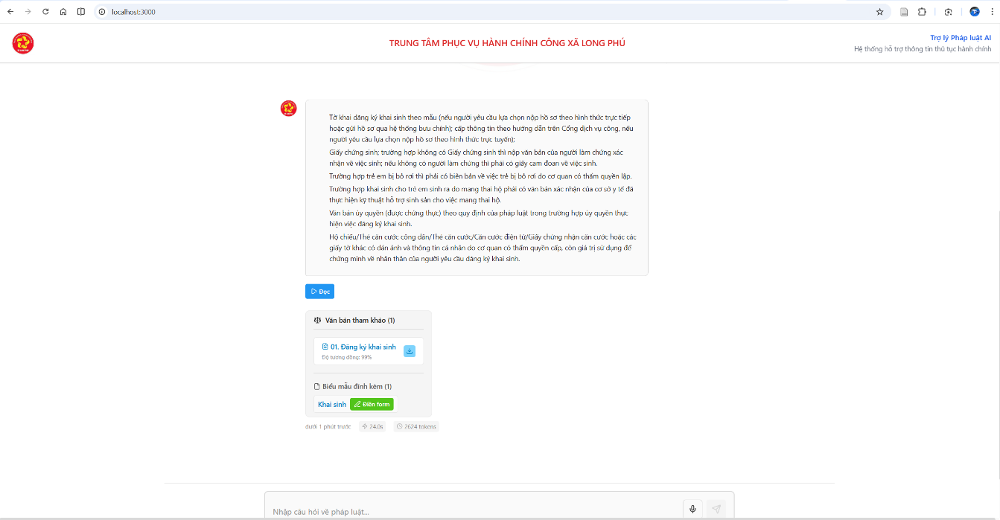 localhost:3000
TRUNG TÂM PHỤC VỤ HÀNH CHÍNH CÔNG XÃ LONG PHÚ
Trợ lý Pháp luật AI
Hệ thống hỗ trợ thông tin thủ tục hành chính
Tờ khai đăng ký khai sinh theo mẫu (nếu người yêu cầu lựa chọn nộp hồ sơ theo hình thức trực tiếp
hoặc gửi hồ sơ qua hệ thống bưu chính); cấp thông tin theo hướng dẫn trên Cổng dịch vụ công, nếu
người yêu cầu lựa chọn nộp hồ sơ theo hình thức trực tuyến);
Giấy chứng sinh; trường hợp không có Giấy chứng sinh thì nộp văn bản của người làm chứng xác
nhận về việc sinh; nếu không có người làm chứng thì phải có giấy cam đoan về việc sinh.
Trường hợp trẻ em bị bỏ rơi thì phải có biên bản về việc trẻ bị bỏ rơi do cơ quan có thẩm quyền lập.
Trường hợp khai sinh cho trẻ em sinh ra do mang thai hộ phải có văn bản xác nhận của cơ sở y tế đã
thực hiện kỹ thuật hỗ trợ sinh sản cho việc mang thai hộ.
Văn bản ủy quyền (được chứng thực) theo quy định của pháp luật trong trường hợp ủy quyền thực
hiện việc đăng ký khai sinh.
Hộ chiếu/Thẻ căn cước công dân/Thẻ căn cước/Căn cước điện tử/Giấy chứng nhận căn cước hoặc các
giấy tờ khác có dán ảnh và thông tin cá nhân do cơ quan có thẩm quyền cấp, còn giá trị sử dụng để
chứng minh về nhân thân của người yêu cầu đăng ký khai sinh.
Đọc
Văn bản tham khảo (1)
01. Đăng ký khai sinh
Độ tương đồng: 99%
Biểu mẫu đính kèm (1)
Khai sinh Điền form
dưới 1 phút trước 24.0s 2624 tokens
Nhập câu hỏi về pháp luật...